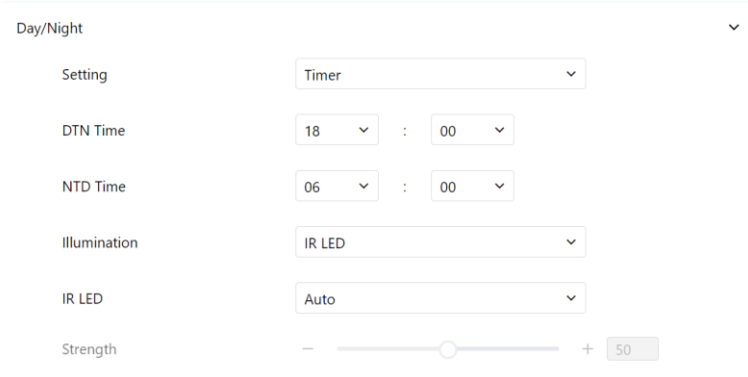 Day/Night
Setting Timer
DTN Time 18 : 00
NTD Time 06 : 00
Illumination IR LED
IR LED Auto
Strength − + 50